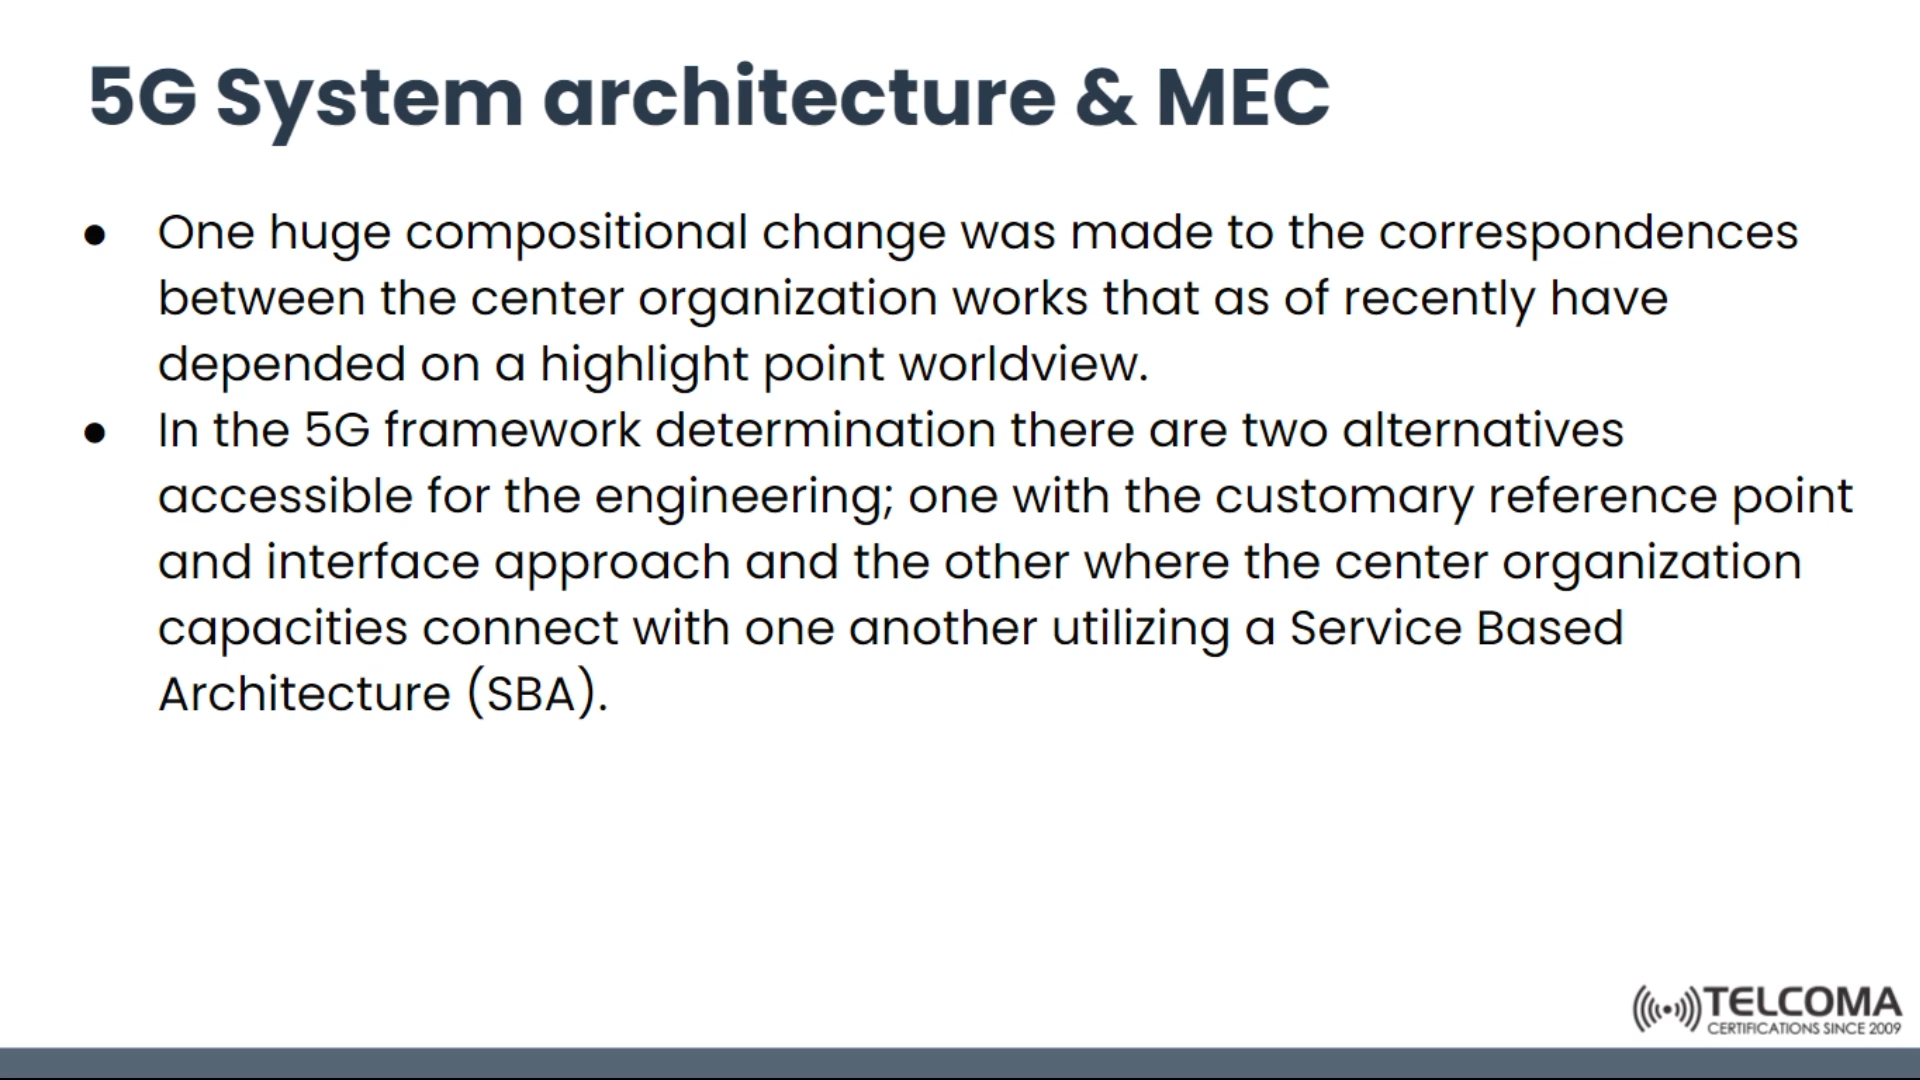 5G System architecture & MEC
● One huge compositional change was made to the correspondences
between the center organization works that as of recently have
depended on a highlight point worldview.
● In the 5G framework determination there are two alternatives
accessible for the engineering; one with the customary reference point
and interface approach and the other where the center organization
capacities connect with one another utilizing a Service Based
Architecture (SBA).
TELCOMA
CERTIFICATIONS SINCE 2009